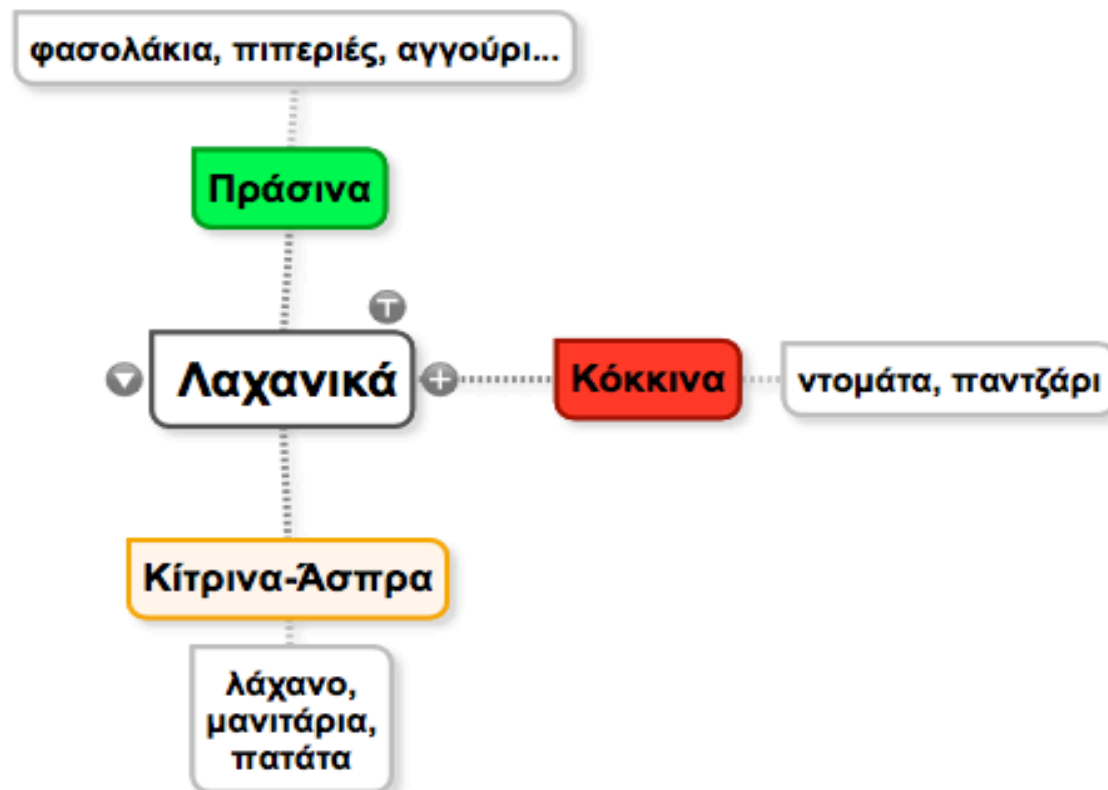 φασολάκια, πιπεριές, αγγούρι...
Πράσινα
Λαχανικά
Κόκκινα
ντομάτα, παντζάρι
Κίτρινα-Άσπρα
λάχανο,
μανιτάρια,
πατάτα